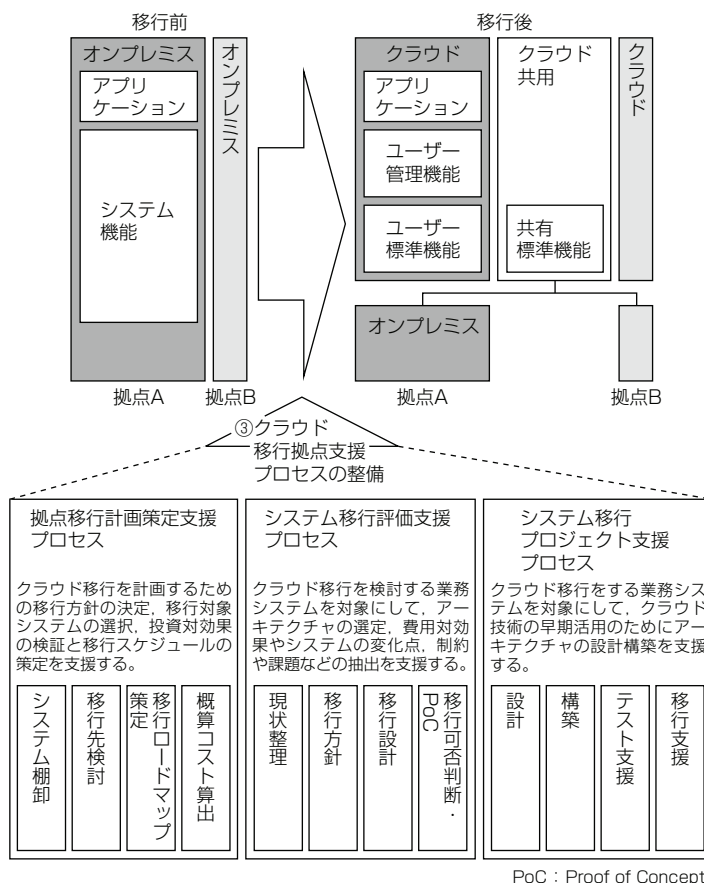 移行前
移行後
オンプレミス
アプリ
ケーション
システム
機能
オンプレミス
クラウド
アプリ
ケーション
ユーザー
管理機能
ユーザー
標準機能
クラウド
共用
共有
標準機能
クラウド
オンプレミス
拠点A
拠点B
拠点A
拠点B
③クラウド
移行拠点支援
プロセスの整備
拠点移行計画策定支援
プロセス
クラウド移行を計画するため
の移行方針の決定，移行対象
システムの選択，投資対効果
の検証と移行スケジュールの
策定を支援する。
システム棚卸
移行先検討
移行ロードマップ
策定
概算コスト算出
システム移行評価支援
プロセス
クラウド移行を検討する業務
システムを対象にして，アー
キテクチャの選定，費用対効
果やシステムの変化点，制約
や課題などの抽出を支援する。
現状整理
移行方針
移行設計
移行可否判断・
PoC
システム移行
プロジェクト支援
プロセス
クラウド移行をする業務シス
テムを対象にして，クラウド
技術の早期活用のためにアー
キテクチャの設計構築を支援
する。
設計
構築
テスト支援
移行支援
PoC：Proof of Concept